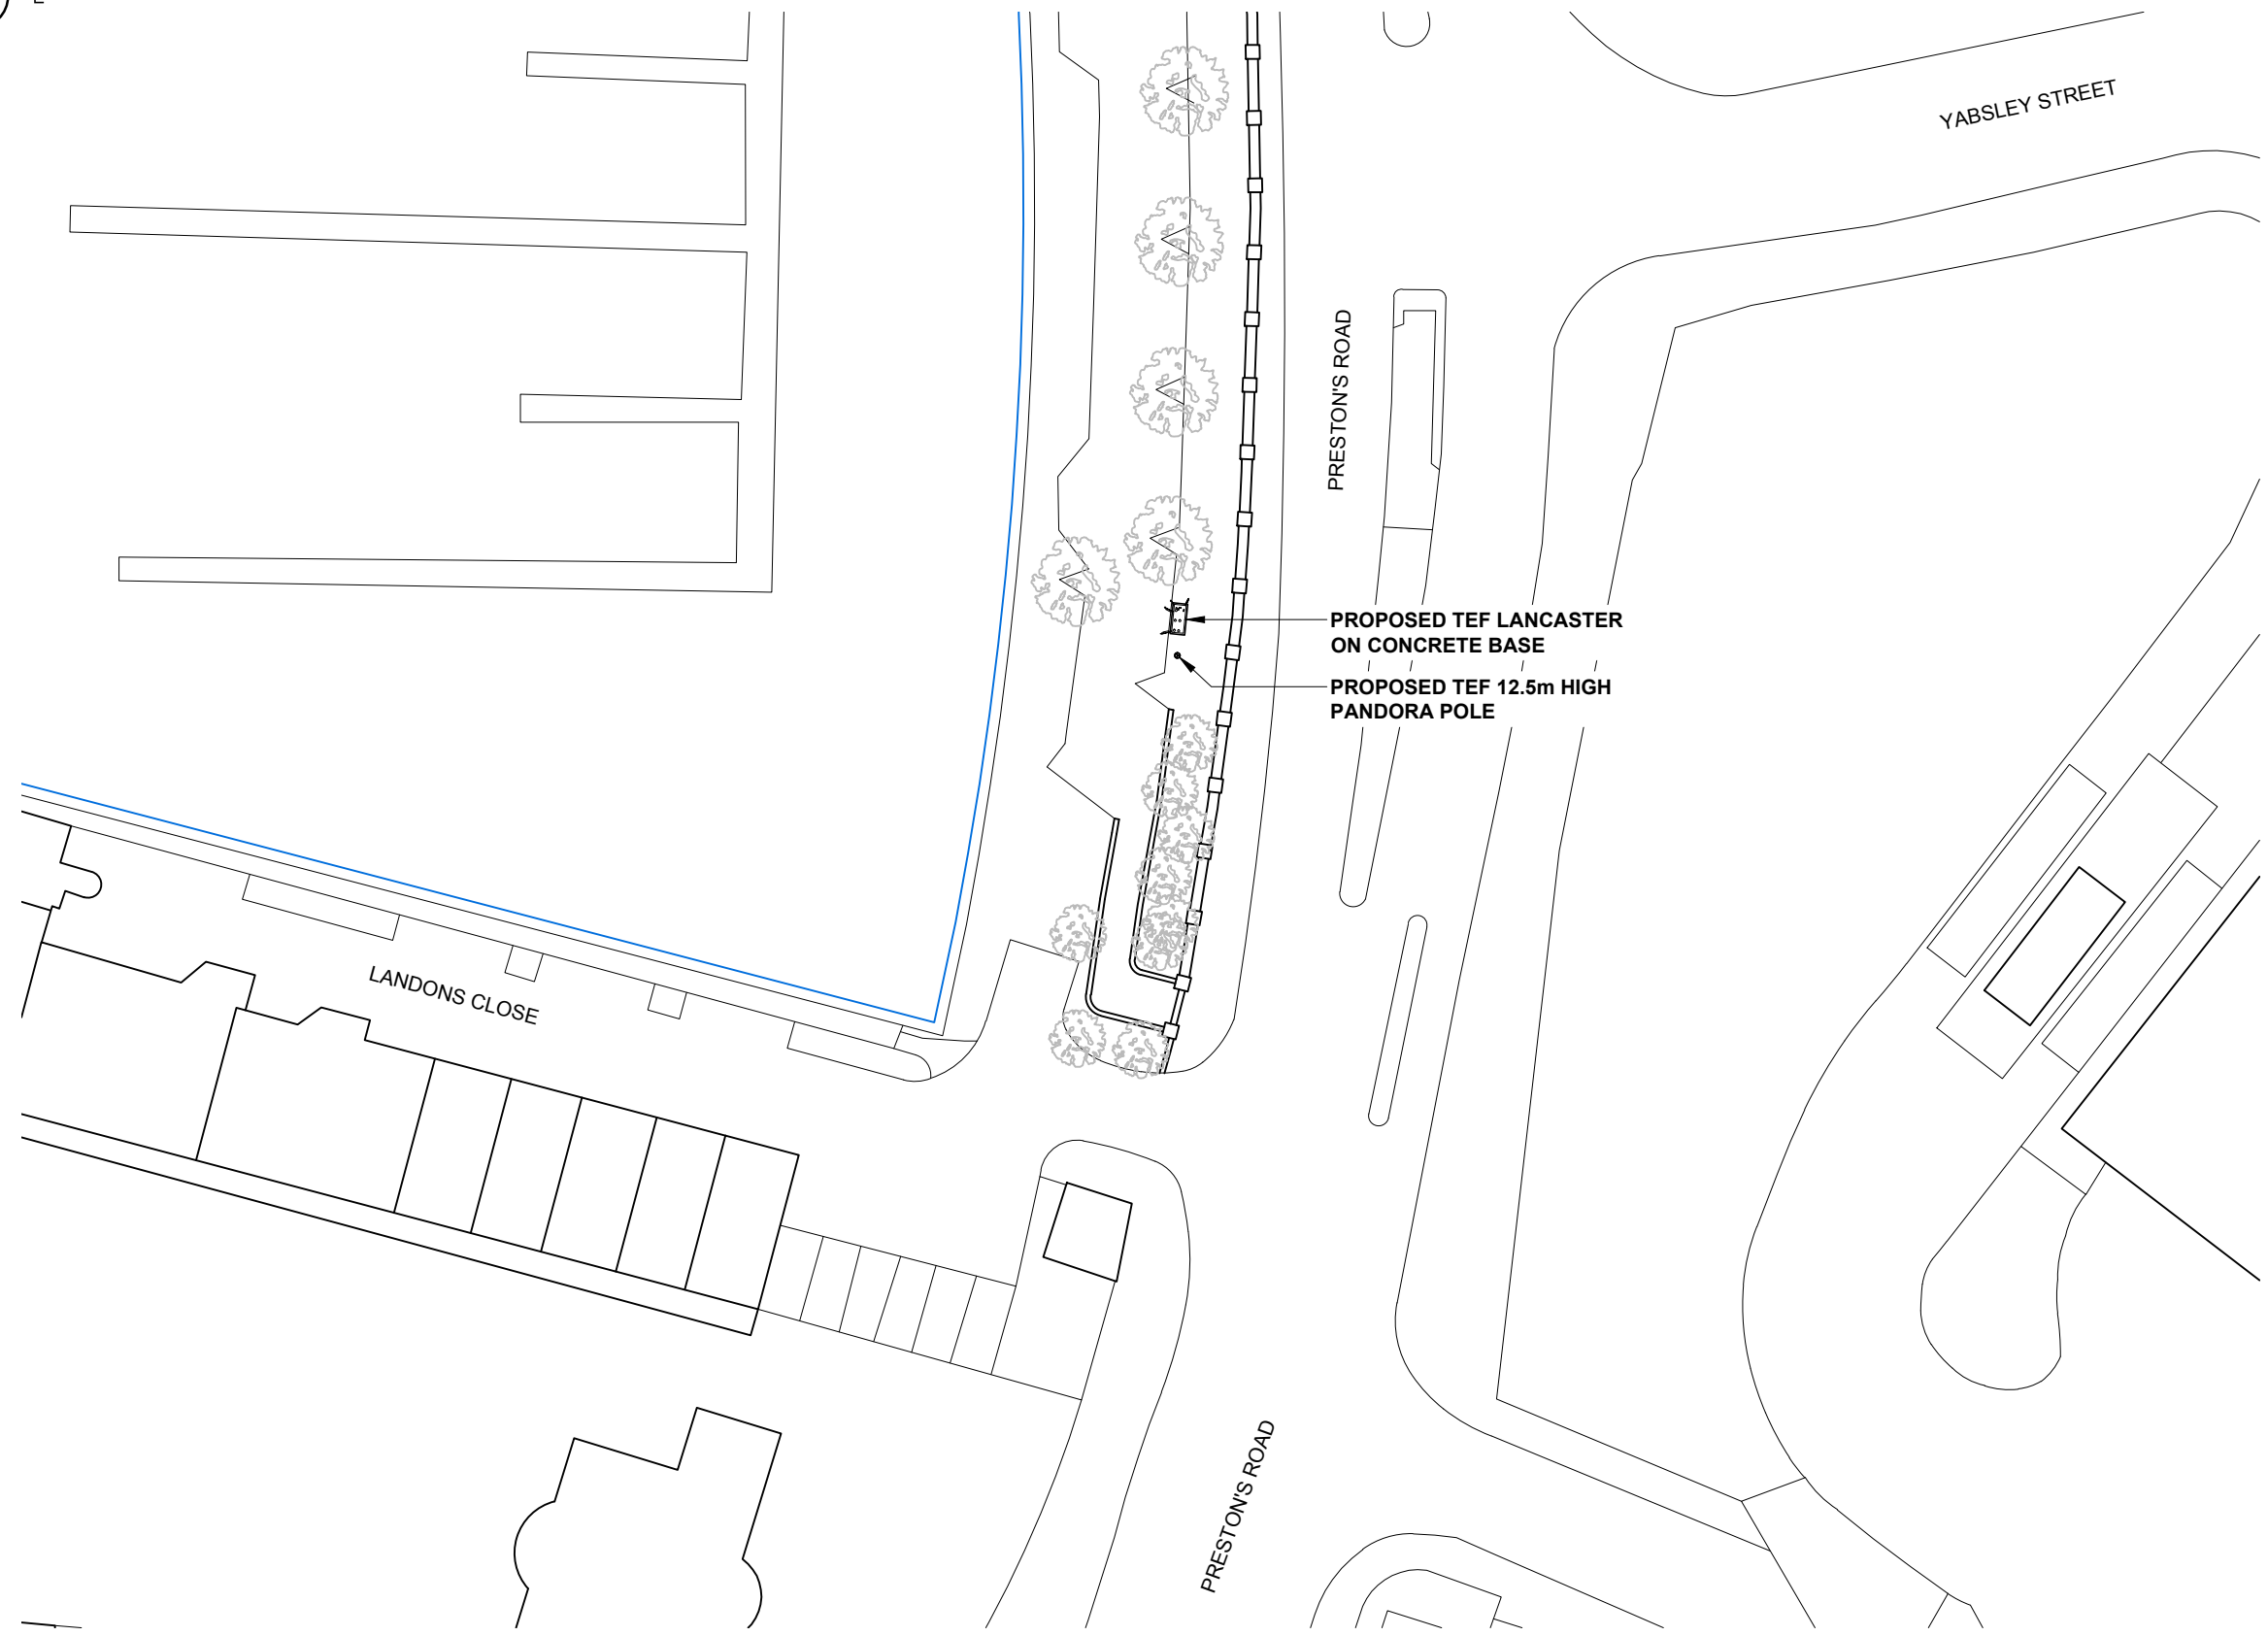 YABSLEY STREET
PRESTON'S ROAD
PROPOSED TEF LANCASTER
ON CONCRETE BASE
PROPOSED TEF 12.5m HIGH
PANDORA POLE
LANDONS CLOSE
PRESTON'S ROAD